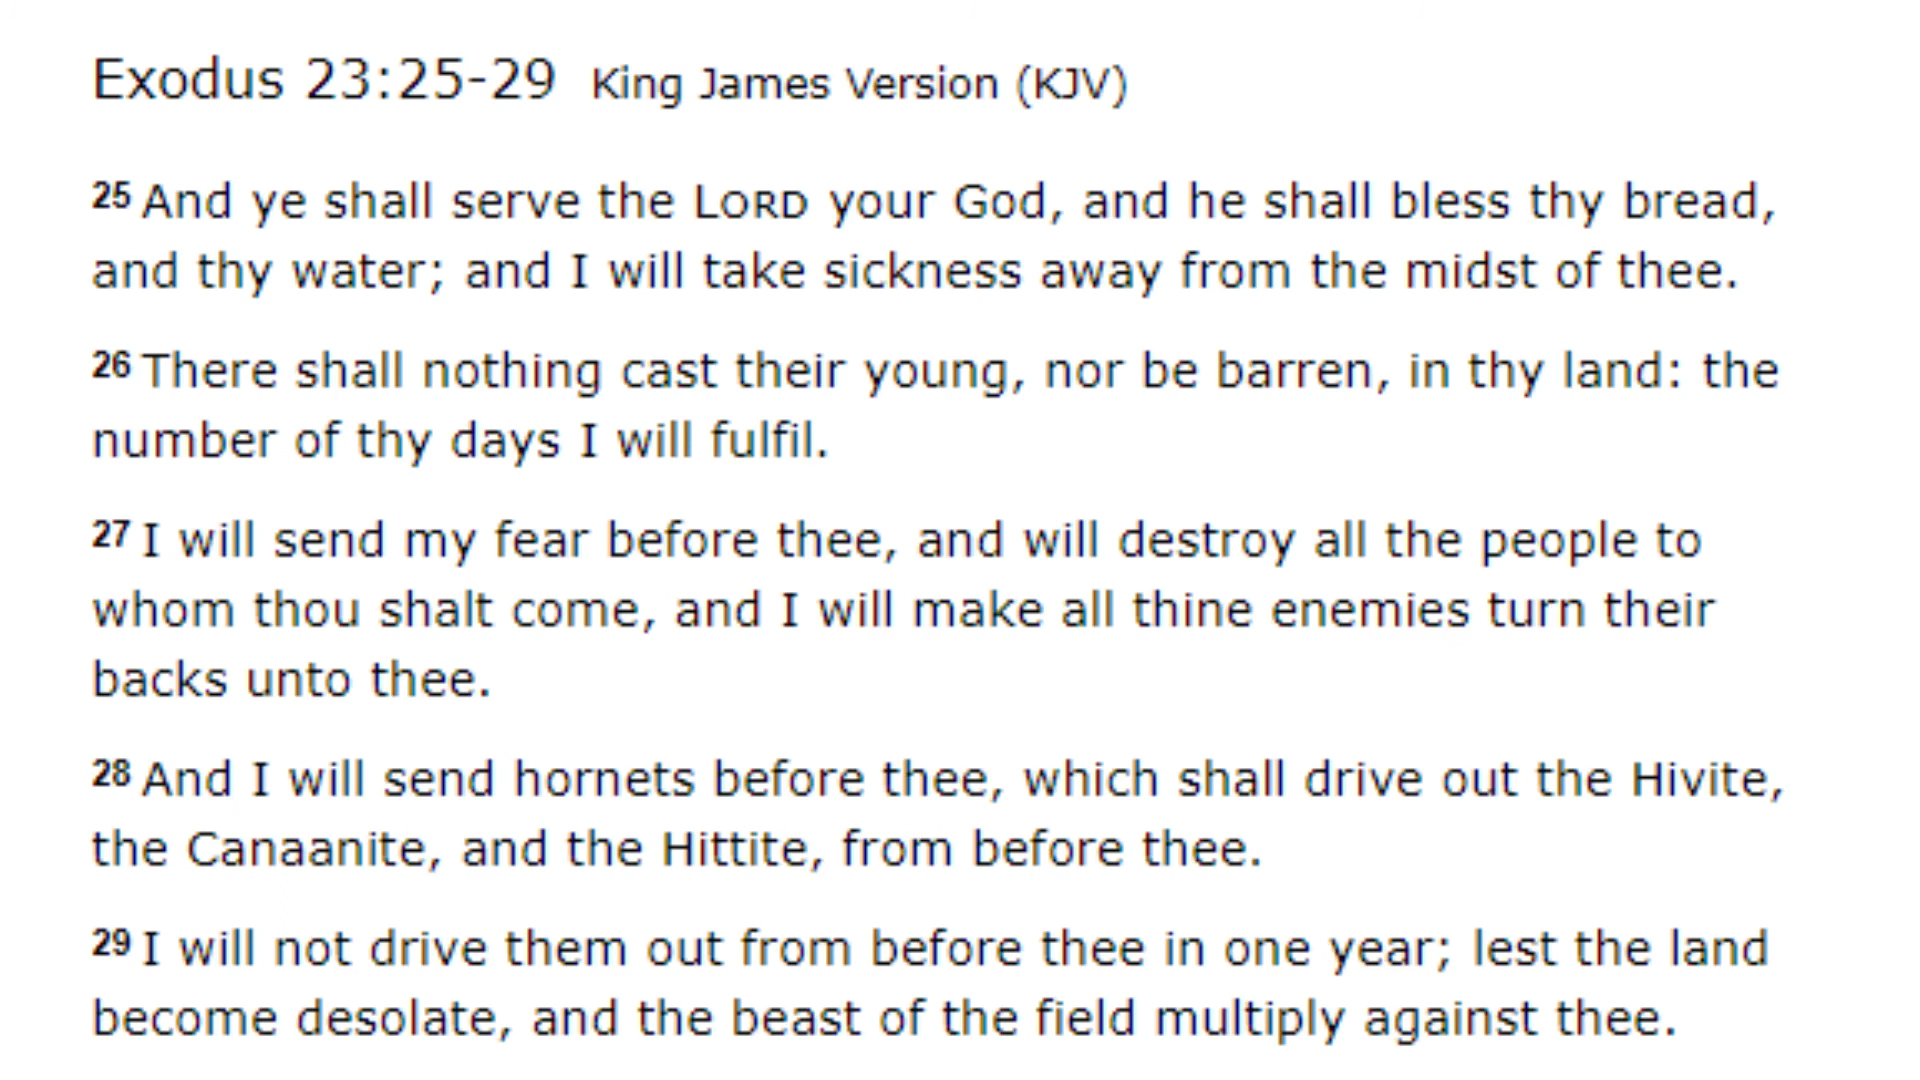 Exodus 23:25-29 King James Version (KJV)
25 And ye shall serve the LORD your God, and he shall bless thy bread,
and thy water; and I will take sickness away from the midst of thee.
26 There shall nothing cast their young, nor be barren, in thy land: the
number of thy days I will fulfil.
27 I will send my fear before thee, and will destroy all the people to
whom thou shalt come, and I will make all thine enemies turn their
backs unto thee.
28 And I will send hornets before thee, which shall drive out the Hivite,
the Canaanite, and the Hittite, from before thee.
29 I will not drive them out from before thee in one year; lest the land
become desolate, and the beast of the field multiply against thee.